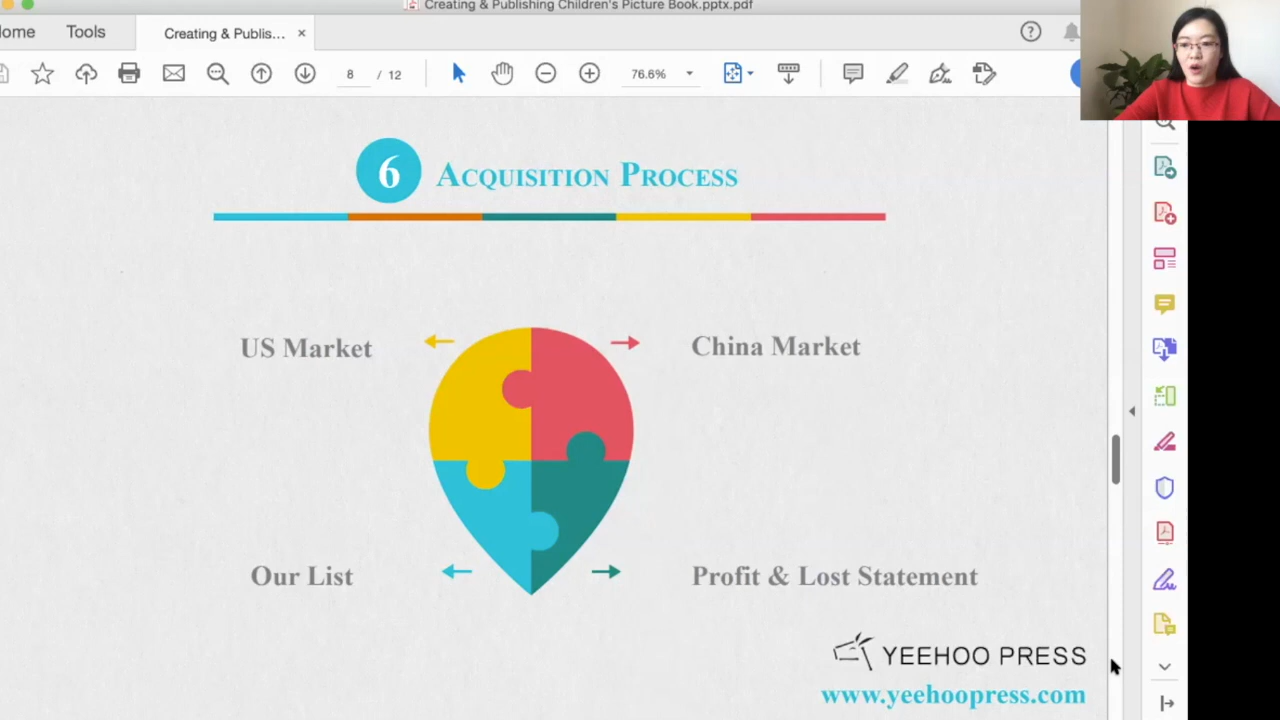 Creating & Publishing Children's Picture Book.pptx.pdf
ome
Tools
Creating & Publis... ×
8 / 12
76.6%
6 Acquisition Process
US Market
China Market
Our List
Profit & Lost Statement
YEEHOO PRESS
www.yeehoopress.com